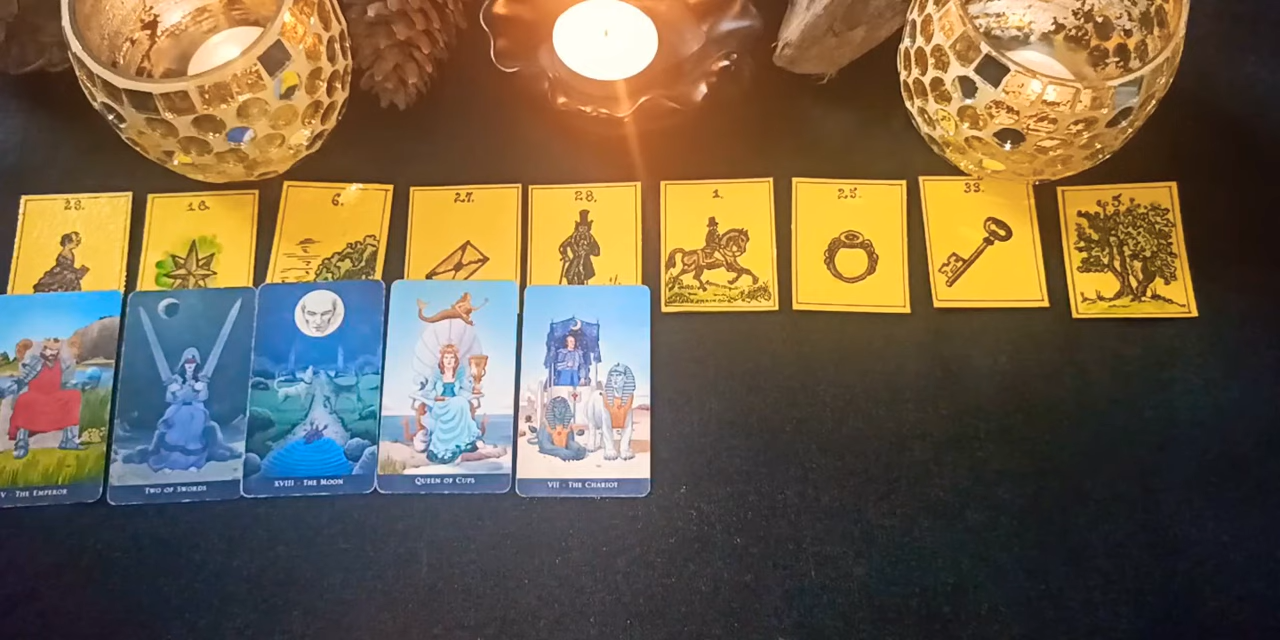 29.
16.
6.
27.
28.
1.
25.
33.
5.
V - THE EMPEROR
TWO OF SWORDS
XVIII - THE MOON
QUEEN OF CUPS
VII - THE CHARIOT